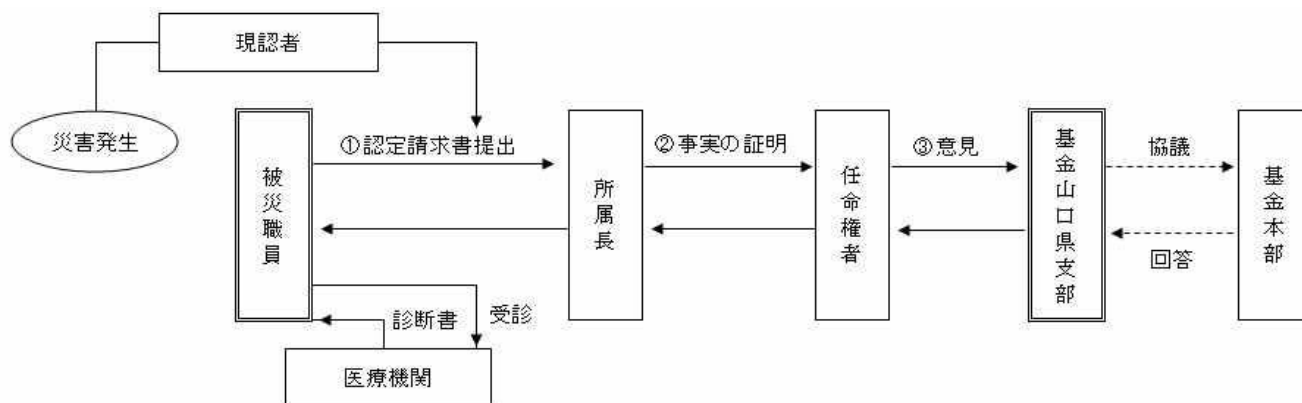 現認者
災害発生
①認定請求書提出
②事実の証明
③意見
協議
被災職員
所属長
任命権者
基金山口県支部
基金本部
回答
診断書
受診
医療機関